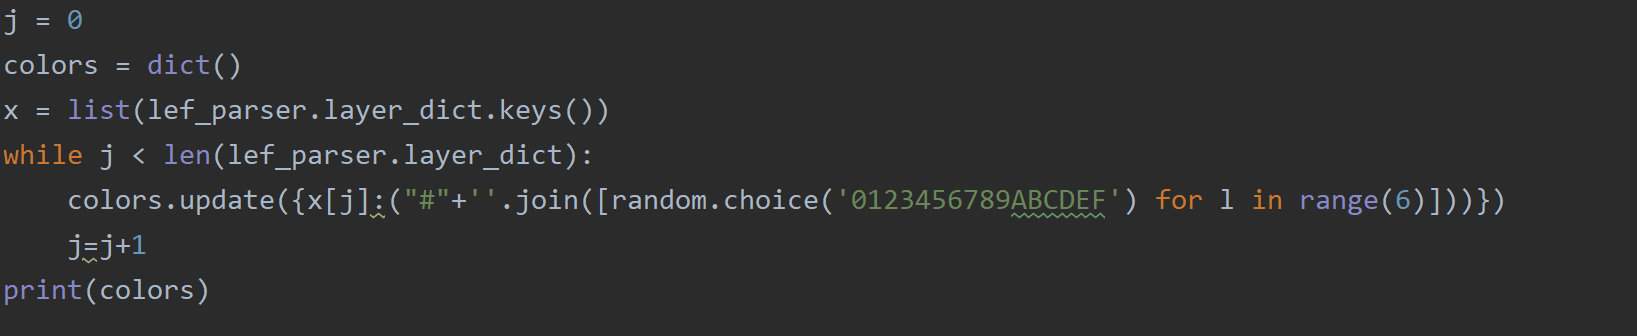 j = 0
colors = dict()
x = list(lef_parser.layer_dict.keys())
while j < len(lef_parser.layer_dict):
    colors.update({x[j]:("#"+''.join([random.choice('0123456789ABCDEF') for l in range(6)]))})
    j=j+1
print(colors)